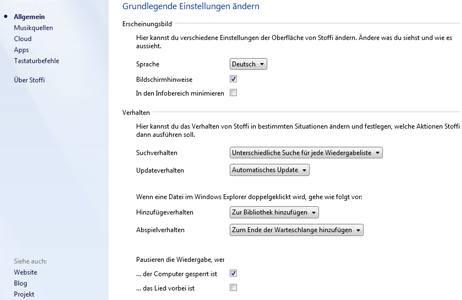 Allgemein
Musikquellen
Cloud
Apps
Tastaturbefehle
Über Stoffi
Siehe auch:
Website
Blog
Projekt
Grundlegende Einstellungen ändern
Erscheinungsbild
Hier kannst du verschiedene Einstellungen der Oberfläche von Stoffi ändern. Ändere was du siehst und wie es
aussieht.
Sprache Deutsch
Bildschirmhinweise
In den Infobereich minimieren
Verhalten
Hier kannst du das Verhalten von Stoffi in bestimmten Situationen ändern und festlegen, welche Aktionen Stoffi
dann ausführen soll.
Suchverhalten Unterschiedliche Suche für jede Wiedergabeliste
Updateverhalten Automatisches Update
Wenn eine Datei im Windows Explorer doppelgeklickt wird, gehe wie folgt vor:
Hinzufügeverhalten Zur Bibliothek hinzufügen
Abspielverhalten Zum Ende der Warteschlange hinzufügen
Pausieren die Wiedergabe, wer
... der Computer gesperrt ist
... das Lied vorbei ist